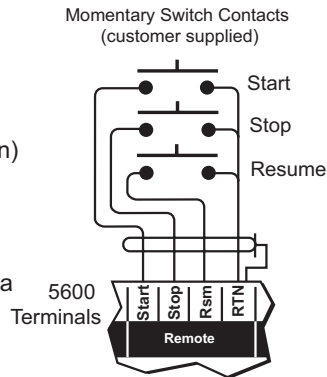 Momentary Switch Contacts
(customer supplied)
Start
Stop
n)
Resume
a
5600
Terminals
Start
Stop
Rsm
RTN
Remote